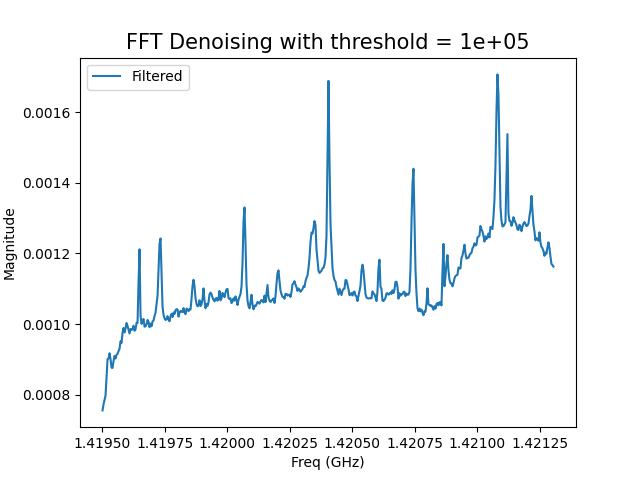 FFT Denoising with threshold = 1e+05
Filtered
Magnitude
0.0016
0.0014
0.0012
0.0010
0.0008
1.41950 1.41975 1.42000 1.42025 1.42050 1.42075 1.42100 1.42125
Freq (GHz)